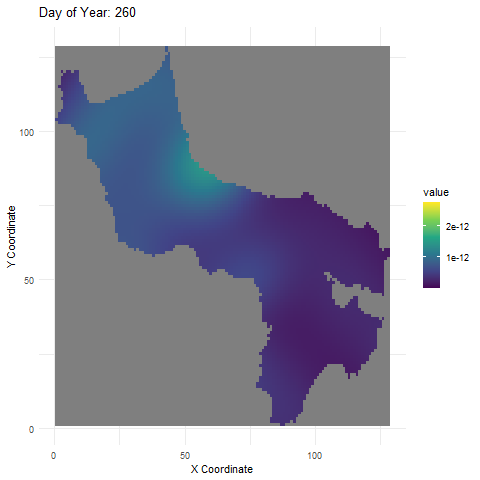 Day of Year: 260
Y Coordinate
100
50
0
0
50
100
X Coordinate
value
2e-12
1e-12